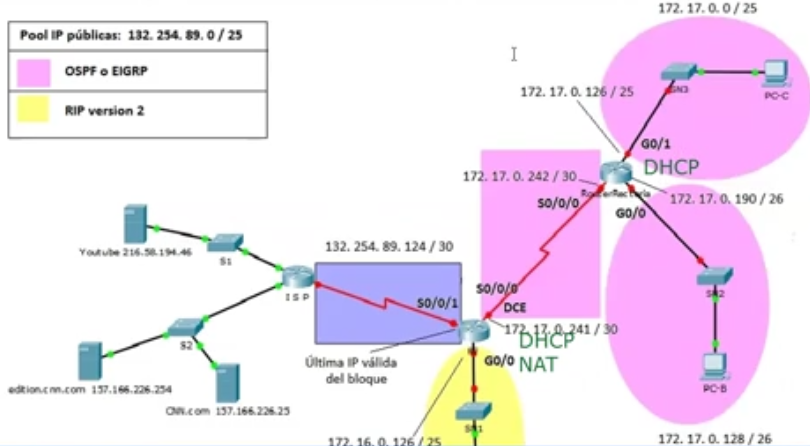 172. 17. 0. 0 / 25
Pool IP públicas: 132. 254. 89. 0 / 25
OSPF o EIGRP
RIP version 2
SN3
PC-C
172. 17. 0. 126 / 25
G0/1
DHCP
172. 17. 0. 242 / 30
RouterRectoria
172. 17. 0. 190 / 26
S0/0/0
G0/0
Youtube 216.58.194.46
S1
132. 254. 89. 124 / 30
ISP
S0/0/1
S0/0/0
DCE
SN2
172. 17. 0. 241 / 30
S2
DHCP
NAT
Última IP válida
del bloque
G0/0
PC-B
edition.cnn.com 157.166.226.254
CNN.com 157.166.226.25
SN1
172. 16. 0. 126 / 25
172. 17. 0. 128 / 26